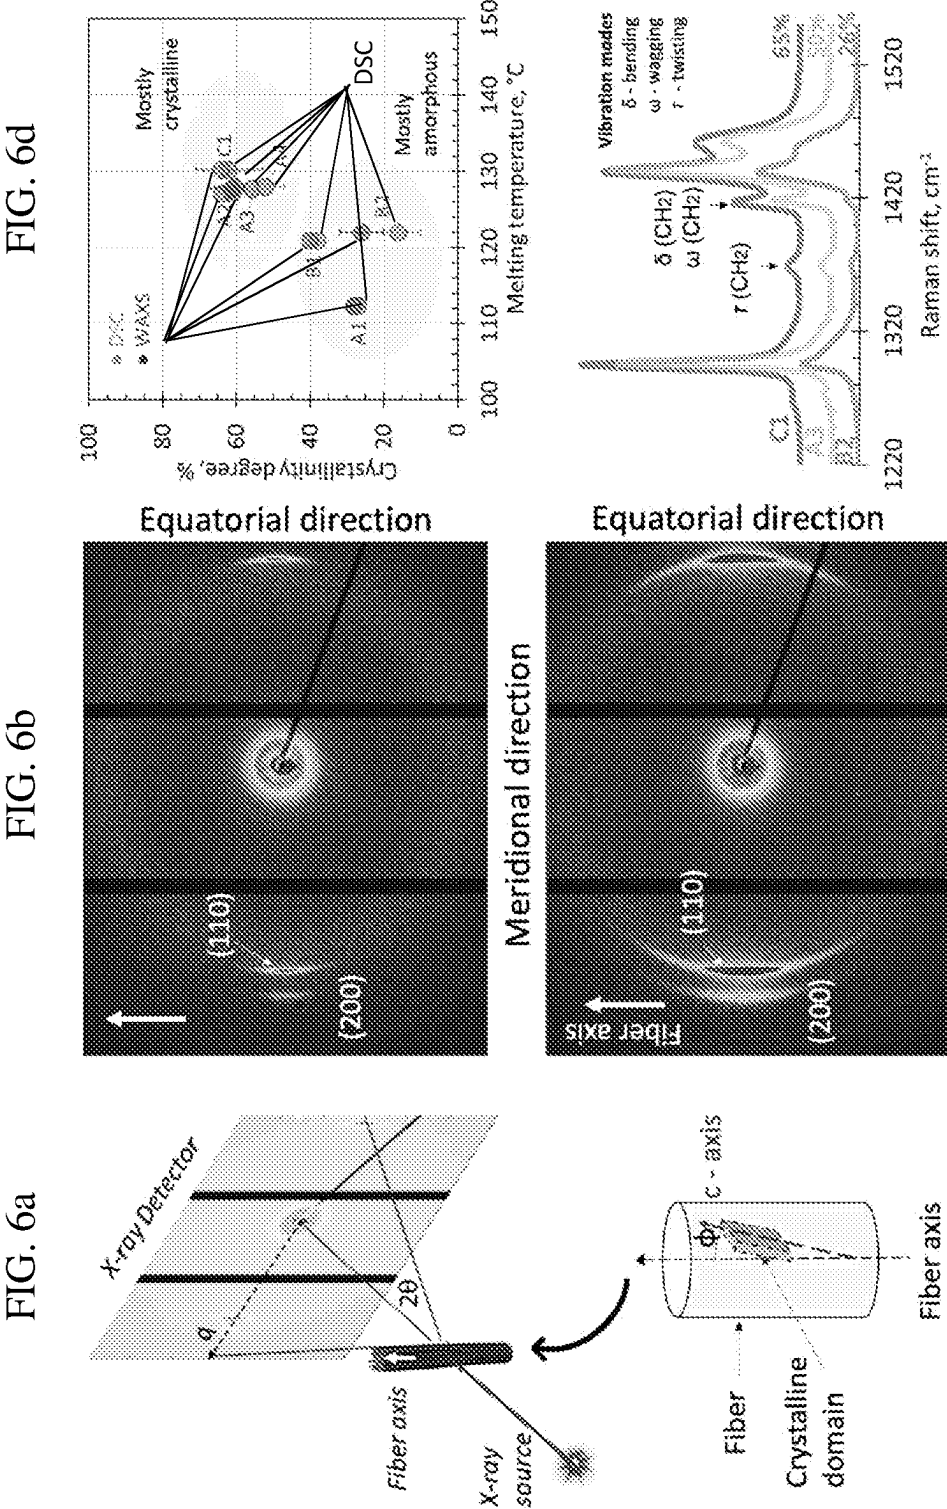 FIG. 6a
X-ray Detector
q
2θ
Fiber axis
X-ray
source
Fiber
Crystalline
domain
ϕ
c - axis
Fiber axis
FIG. 6b
(110)
(200)
Equatorial direction
Meridional direction
Fiber axis
(110)
(200)
Equatorial direction
FIG. 6d
Crystallinity degree, %
100
80
60
40
20
0
DSC
WAXS
Mostly
crystalline
C1
A2
A3
B1
A1
B2
DSC
Mostly
amorphous
100
110
120
130
140
150
Melting temperature, °C
Vibration modes
δ - bending
ω - wagging
τ - twisting
δ (CH2)
ω (CH2)
τ (CH2)
C1
A3
B2
1220
1320
1420
1520
Raman shift, cm-1